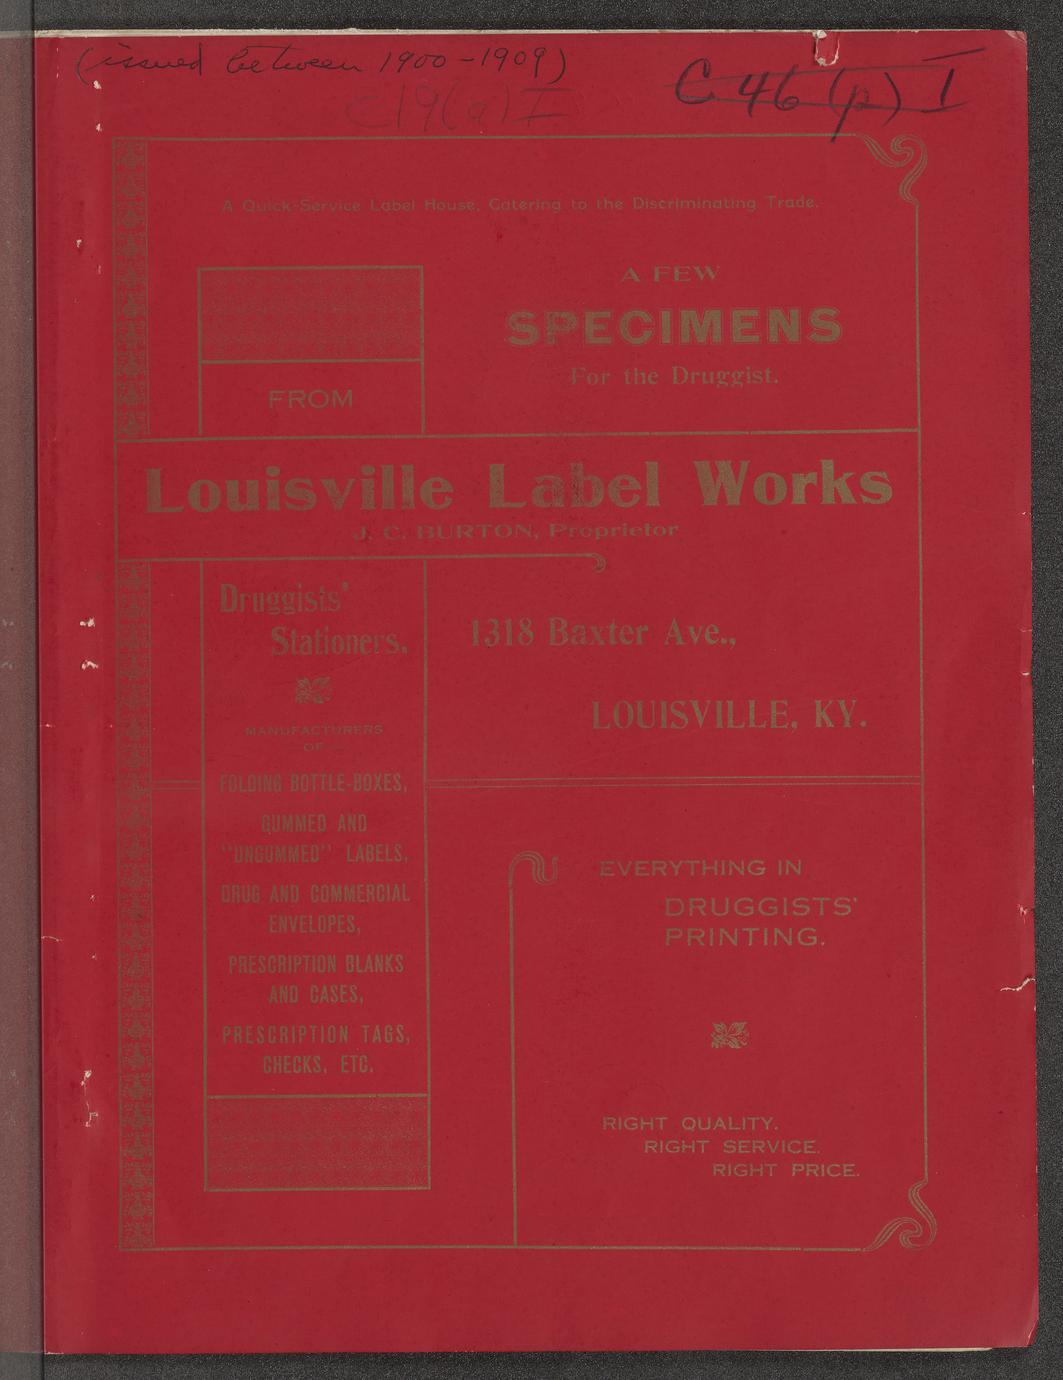 (issued between 1900-1909)
C19(a)I
C46(p) I
A Quick-Service Label House, Catering to the Discriminating Trade.
A FEW
SPECIMENS
For the Druggist.
FROM
Louisville Label Works
J. C. BURTON, Proprietor
Druggists'
Stationers.
MANUFACTURERS
OF
FOLDING BOTTLE-BOXES,
GUMMED AND
"UNGUMMED" LABELS,
DRUG AND COMMERCIAL
ENVELOPES,
PRESCRIPTION BLANKS
AND CASES,
PRESCRIPTION TAGS,
CHECKS, ETC.
1318 Baxter Ave.,
LOUISVILLE, KY.
EVERYTHING IN
DRUGGISTS'
PRINTING.
RIGHT QUALITY.
RIGHT SERVICE.
RIGHT PRICE.